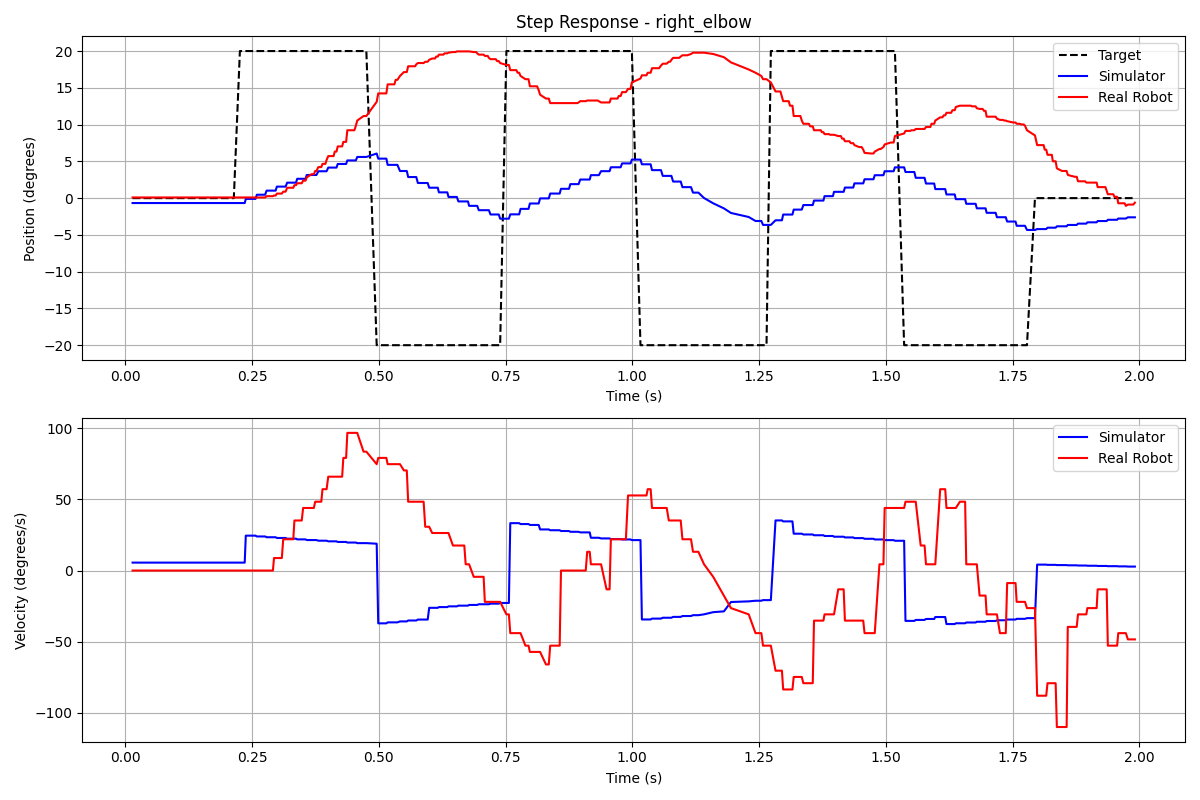 Step Response - right_elbow
Position (degrees)
20
15
10
5
0
−5
−10
−15
−20
Target
Simulator
Real Robot
0.00 0.25 0.50 0.75 1.00 1.25 1.50 1.75 2.00
Time (s)
Velocity (degrees/s)
100
50
0
−50
−100
Simulator
Real Robot
0.00 0.25 0.50 0.75 1.00 1.25 1.50 1.75 2.00
Time (s)